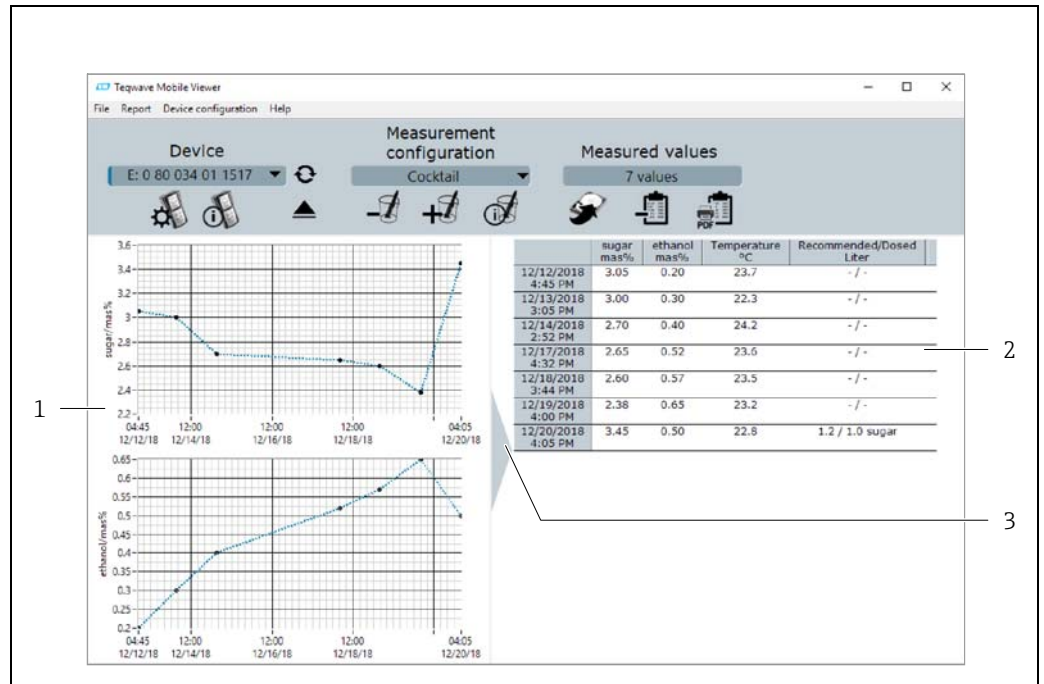 Teqwave Mobile Viewer
File Report Device configuration Help
Device
E: 0 80 034 01 1517
Measurement
configuration
Cocktail
Measured values
7 values
PDF
3.6
3.4
3.2
3
2.8
2.6
2.4
2.2
sugar/mas%
04:45 12:00 12:00 12:00 04:05
12/12/18 12/14/18 12/16/18 12/18/18 12/20/18
0.65
0.6
0.55
0.5
0.45
0.4
0.35
0.3
0.25
0.2
ethanol/mas%
04:45 12:00 12:00 12:00 04:05
12/12/18 12/14/18 12/16/18 12/18/18 12/20/18
sugar ethanol Temperature Recommended/Dosed
mas% mas% °C Liter
12/12/2018 3.05 0.20 23.7 - / -
4:45 PM
12/13/2018 3.00 0.30 22.3 - / -
3:05 PM
12/14/2018 2.70 0.40 24.2 - / -
2:52 PM
12/17/2018 2.65 0.52 23.6 - / -
4:32 PM
12/18/2018 2.60 0.57 23.5 - / -
3:44 PM
12/19/2018 2.38 0.65 23.2 - / -
4:00 PM
12/20/2018 3.45 0.50 22.8 1.2 / 1.0 sugar
4:05 PM
1
2
3